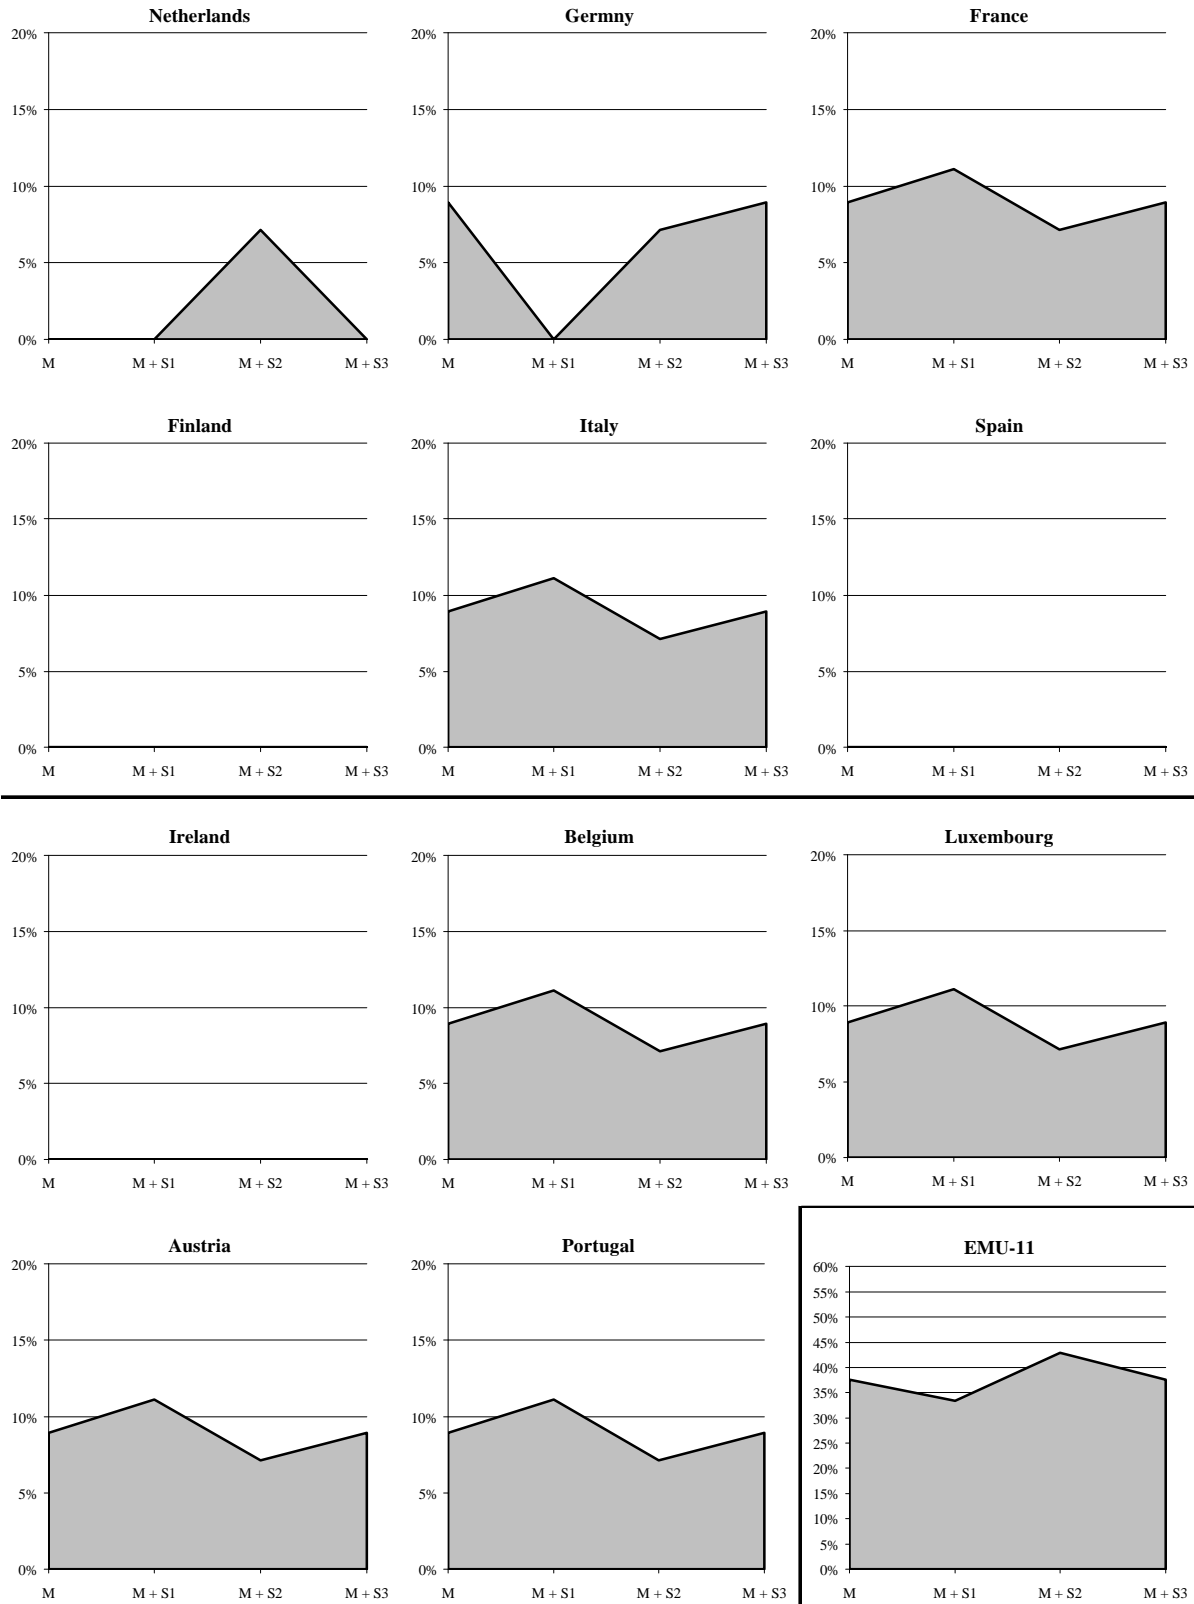 Netherlands
20%
15%
10%
5%
0%
M M + S1 M + S2 M + S3
Germny
20%
15%
10%
5%
0%
M M + S1 M + S2 M + S3
France
20%
15%
10%
5%
0%
M M + S1 M + S2 M + S3
Finland
20%
15%
10%
5%
0%
M M + S1 M + S2 M + S3
Italy
20%
15%
10%
5%
0%
M M + S1 M + S2 M + S3
Spain
20%
15%
10%
5%
0%
M M + S1 M + S2 M + S3
Ireland
20%
15%
10%
5%
0%
M M + S1 M + S2 M + S3
Belgium
20%
15%
10%
5%
0%
M M + S1 M + S2 M + S3
Luxembourg
20%
15%
10%
5%
0%
M M + S1 M + S2 M + S3
Austria
20%
15%
10%
5%
0%
M M + S1 M + S2 M + S3
Portugal
20%
15%
10%
5%
0%
M M + S1 M + S2 M + S3
EMU-11
60%
55%
50%
45%
40%
35%
30%
25%
20%
15%
10%
5%
0%
M M + S1 M + S2 M + S3